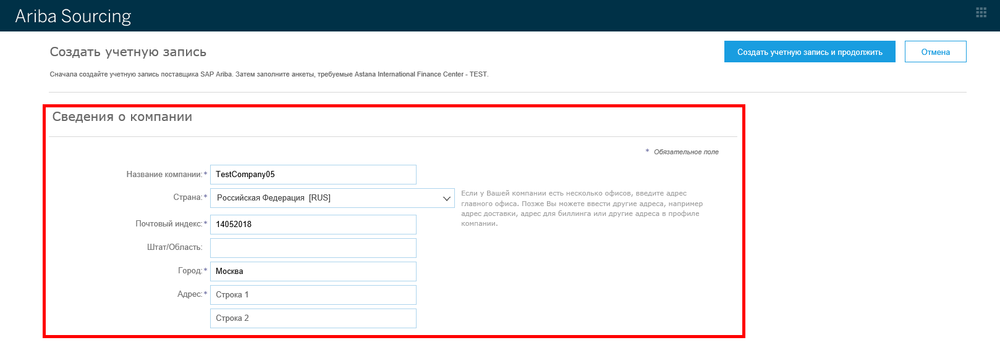 Ariba Sourcing
Создать учетную запись
Создать учетную запись и продолжить
Отмена
Сначала создайте учетную запись поставщика SAP Ariba. Затем заполните анкеты, требуемые Astana International Finance Center - TEST.
Сведения о компании
* Обязательное поле
Название компании:* TestCompany05
Страна:* Российская Федерация [RUS]
Если у Вашей компании есть несколько офисов, введите адрес
главного офиса. Позже Вы можете ввести другие адреса, например
адрес доставки, адрес для биллинга или другие адреса в профиле
компании.
Почтовый индекс:* 14052018
Штат/Область:
Город:* Москва
Адрес:* Строка 1
Строка 2